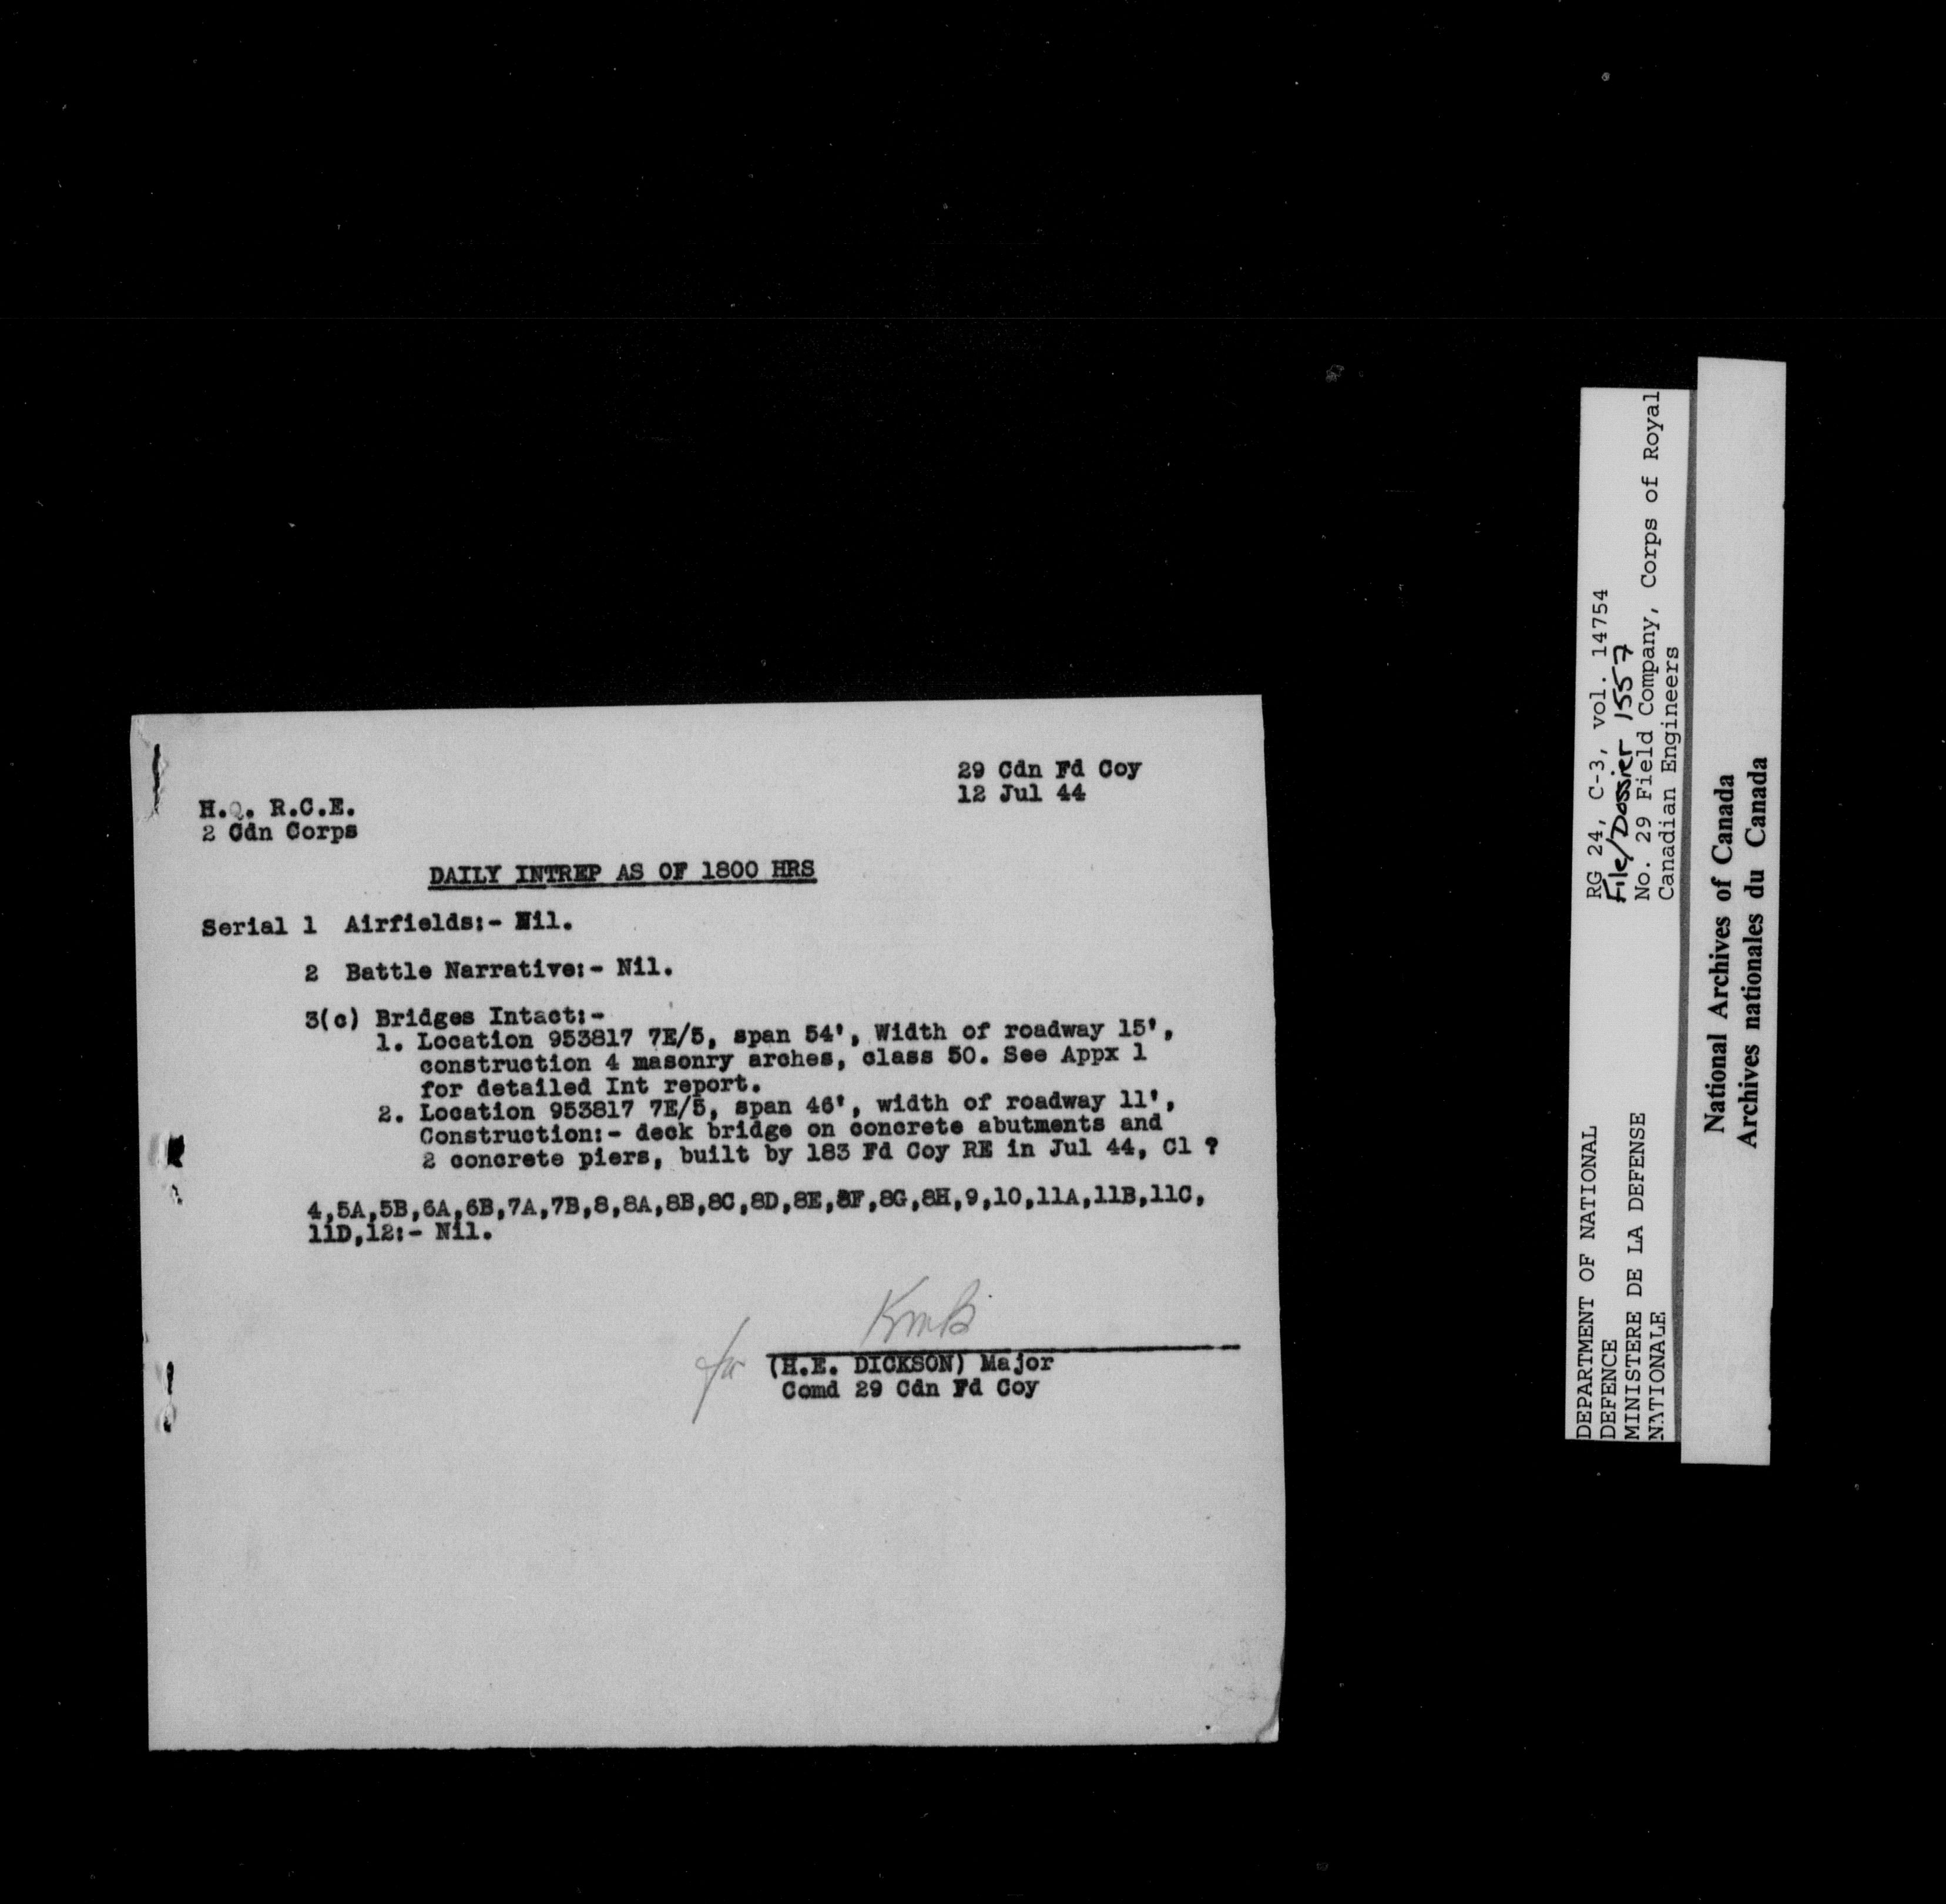 29 Cdn Fd Coy
12 Jul 44
H.Q. R.C.E.
2 Cdn Corps
DAILY INTREP AS OF 1800 HRS
Serial 1 Airfields:- Nil.
2 Battle Narrative:- Nil.
3(c) Bridges Intact:-
1. Location 953817 7E/5, span 54', Width of roadway 15',
construction 4 masonry arches, class 50. See Appx 1
for detailed Int report.
2. Location 953817 7E/5, span 46', width of roadway 11',
Construction:- deck bridge on concrete abutments and
2 concrete piers, built by 183 Fd Coy RE in Jul 44, Cl ?
4,5A,5B,6A,6B,7A,7B,8,8A,8B,8C,8D,8E,8F,8G,8H,9,10,11A,11B,11C,
11D,12:- Nil.
for (H.E. DICKSON) Major
Comd 29 Cdn Fd Coy
RG 24, C-3, vol. 14754
File/Dossier 1557
No. 29 Field Company, Corps of Royal
Canadian Engineers
DEPARTMENT OF NATIONAL
DEFENCE
MINISTERE DE LA DEFENSE
NATIONALE
National Archives of Canada
Archives nationales du Canada